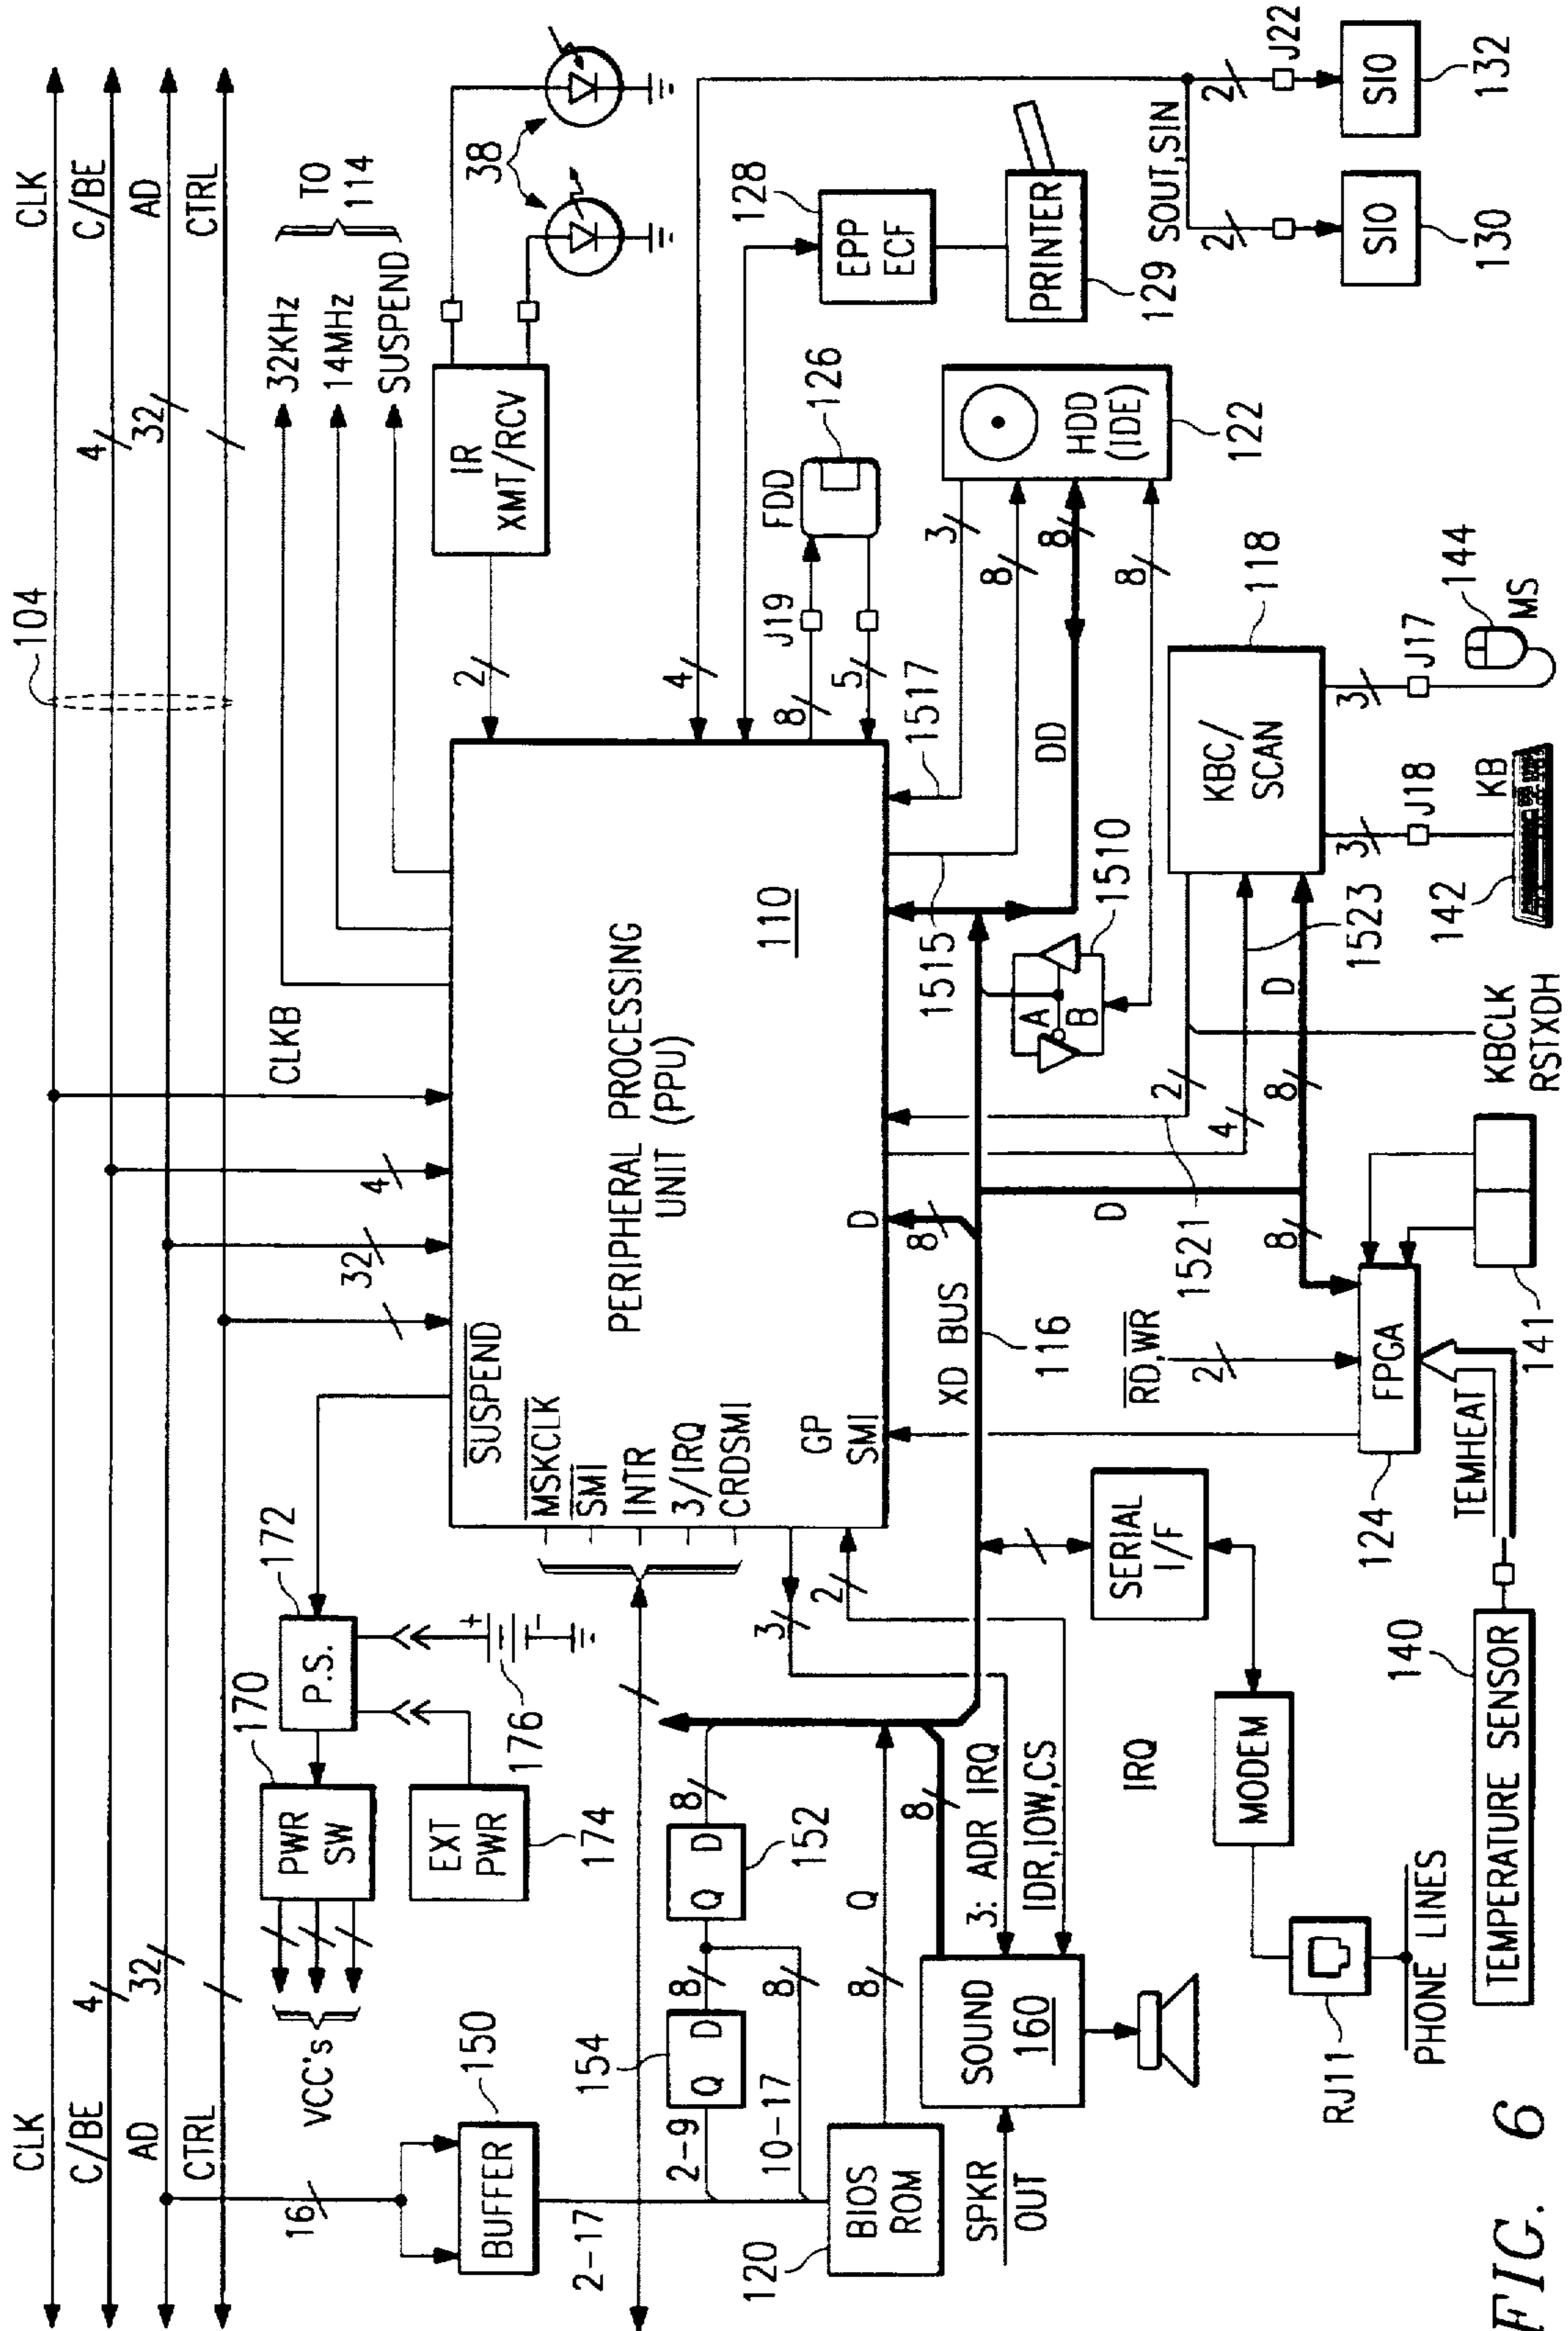 CLK
C/BE
AD
CTRL
4
32
104
CLK
C/BE
AD
CTRL
4
32
16
BUFFER
150
2-17
VCC's
PWR
SW
170
P.S.
172
EXT
PWR
174
176
+
-
CLKB
32
4
32KHz
14MHz
SUSPEND
TO
114
IR
XMT/RCV
2
38
SUSPEND
MSKCLK
SMI
INTR
3/IRQ
CRDSMI
GP
SMI
D
PERIPHERAL PROCESSING
UNIT (PPU)
110
4
8
J19
5
FDD
126
EPP
ECF
128
PRINTER
129
SOUT,SIN
2
2
J22
SIO
130
SIO
132
154
Q
D
2-9
8
Q
D
152
8
8
10-17
BIOS
ROM
120
8
Q
8
3
2
SOUND
160
SPKR
OUT
3: ADR IRQ
IDR,IOW,CS
IRQ
XD BUS
116
8
D
1515
1517
1510
A
B
DD
3
8
8
8
HDD
(IDE)
122
SERIAL
I/F
MODEM
RJ11
PHONE LINES
RD,WR
2
1521
2
4
8
8
D
1523
KBC/
SCAN
118
3
J18
3
J17
KB
142
144
MS
KBCLK
RSTXDH
FPGA
124
141
TEMHEAT
140
TEMPERATURE SENSOR
FIG. 6